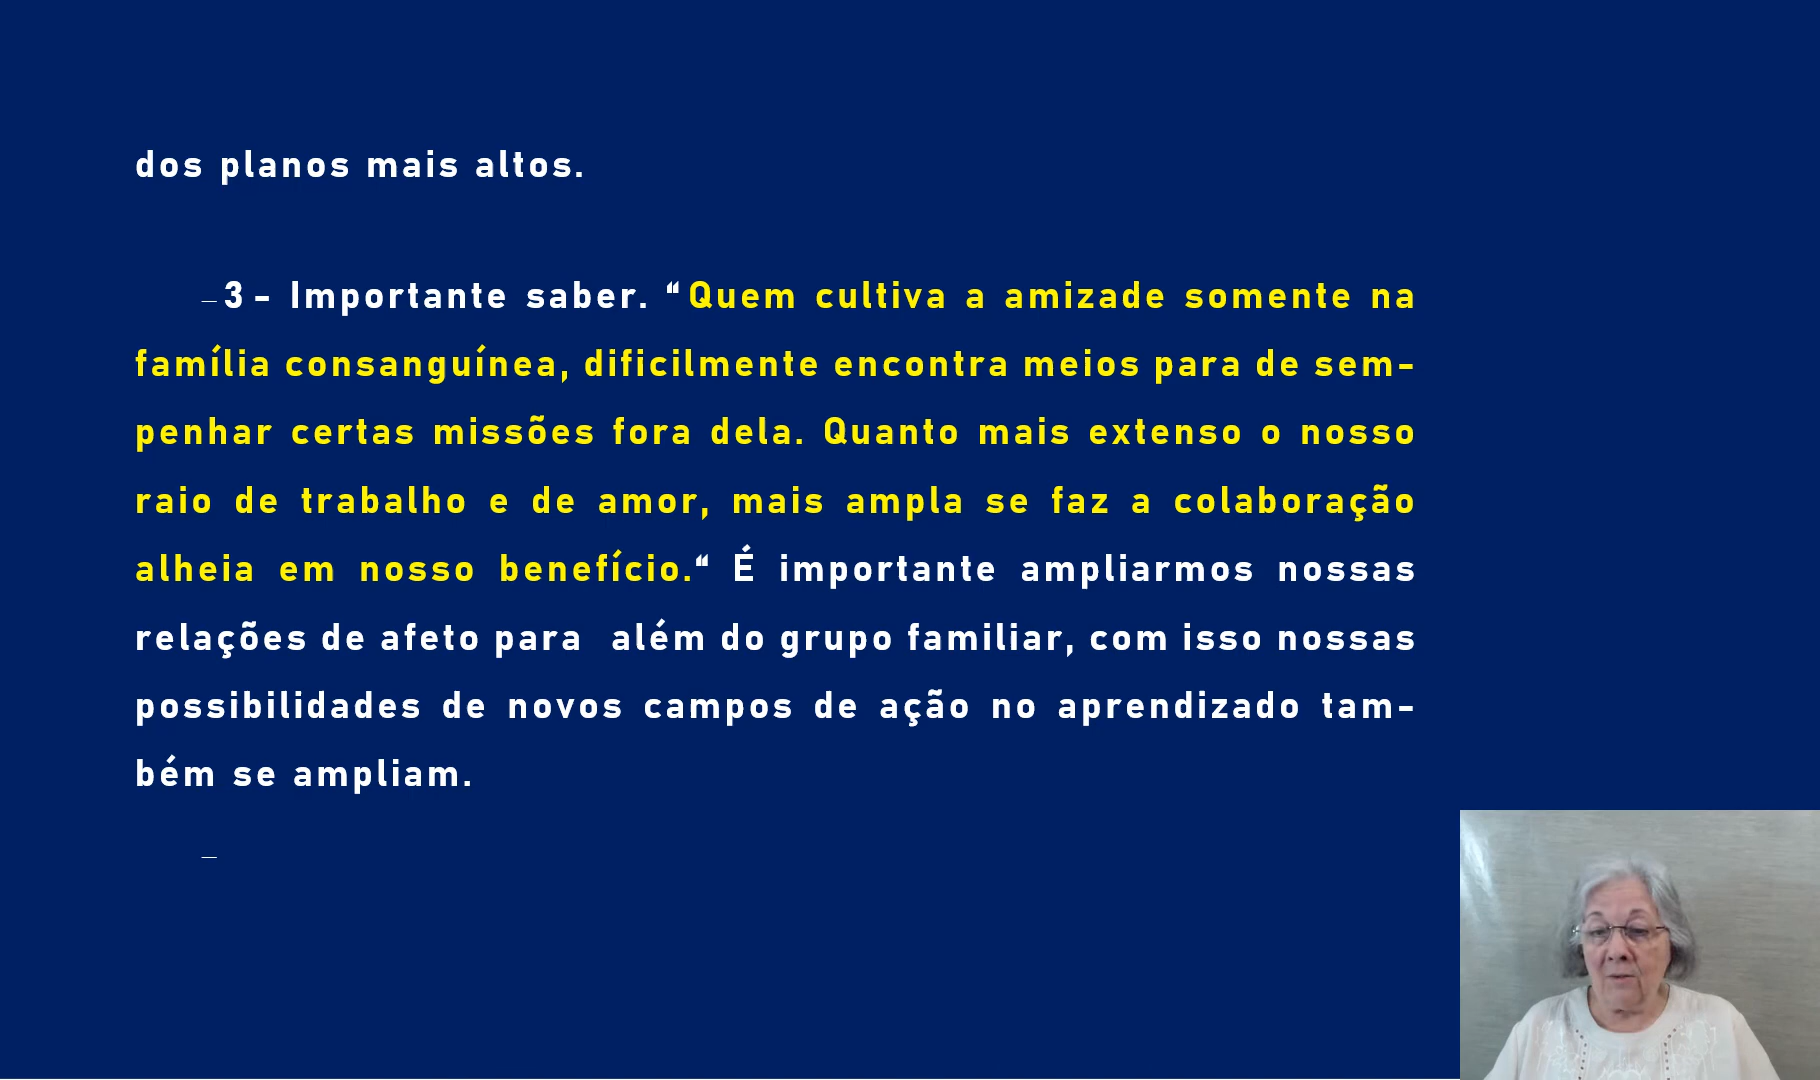 dos planos mais altos.
– 3 - Importante saber. “Quem cultiva a amizade somente na
família consanguínea, dificilmente encontra meios para de sem-
penhar certas missões fora dela. Quanto mais extenso o nosso
raio de trabalho e de amor, mais ampla se faz a colaboração
alheia em nosso benefício.“ É importante ampliarmos nossas
relações de afeto para além do grupo familiar, com isso nossas
possibilidades de novos campos de ação no aprendizado tam-
bém se ampliam.
–